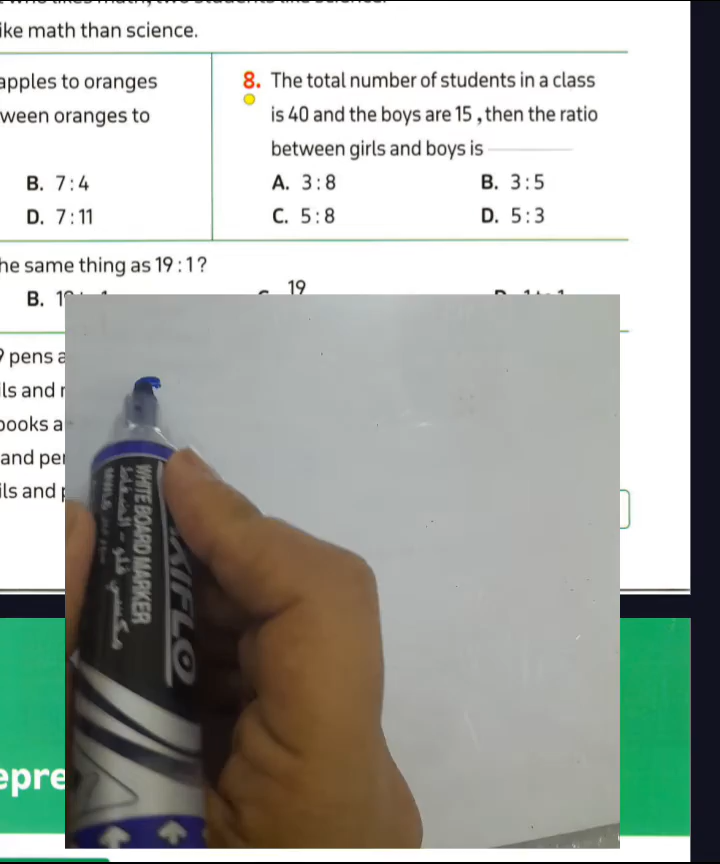 ike math than science.
apples to oranges
ween oranges to
B. 7:4
D. 7:11
8. The total number of students in a class
is 40 and the boys are 15 , then the ratio
between girls and boys is
A. 3:8 B. 3:5
C. 5:8 D. 5:3
he same thing as 19:1?
B.
19
pens a
ls and
ooks a
and per
ils and
WHITE BOARD MARKER
epre